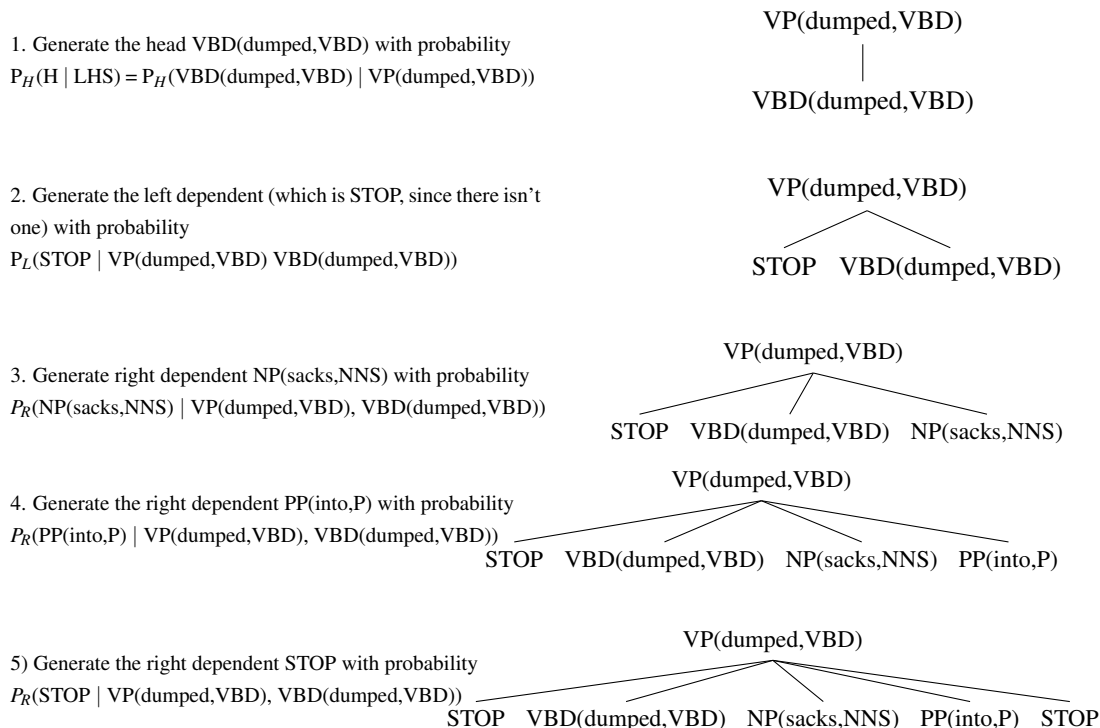 1. Generate the head VBD(dumped,VBD) with probability
P_H(H | LHS) = P_H(VBD(dumped,VBD) | VP(dumped,VBD))
VP(dumped,VBD)
VBD(dumped,VBD)
2. Generate the left dependent (which is STOP, since there isn't
one) with probability
P_L(STOP | VP(dumped,VBD) VBD(dumped,VBD))
VP(dumped,VBD)
STOP VBD(dumped,VBD)
3. Generate right dependent NP(sacks,NNS) with probability
P_R(NP(sacks,NNS) | VP(dumped,VBD), VBD(dumped,VBD))
VP(dumped,VBD)
STOP VBD(dumped,VBD) NP(sacks,NNS)
4. Generate the right dependent PP(into,P) with probability
P_R(PP(into,P) | VP(dumped,VBD), VBD(dumped,VBD))
VP(dumped,VBD)
STOP VBD(dumped,VBD) NP(sacks,NNS) PP(into,P)
5) Generate the right dependent STOP with probability
P_R(STOP | VP(dumped,VBD), VBD(dumped,VBD))
VP(dumped,VBD)
STOP VBD(dumped,VBD) NP(sacks,NNS) PP(into,P) STOP